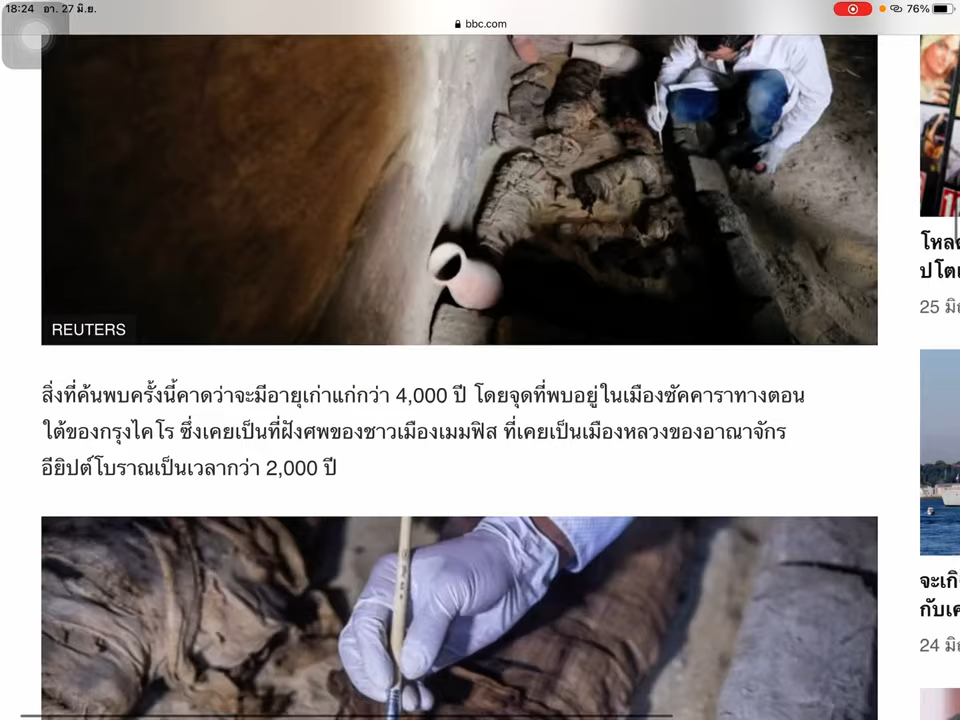 18:24 อา. 27 มิ.ย.
76%
bbc.com
REUTERS
สิ่งที่ค้นพบครั้งนี้คาดว่าจะมีอายุเก่าแก่กว่า 4,000 ปี โดยจุดที่พบอยู่ในเมืองซัคคาราทางตอน
ใต้ของกรุงไคโร ซึ่งเคยเป็นที่ฝังศพของชาวเมืองเมมฟิส ที่เคยเป็นเมืองหลวงของอาณาจักร
อียิปต์โบราณเป็นเวลากว่า 2,000 ปี
25
จะเกิ
24